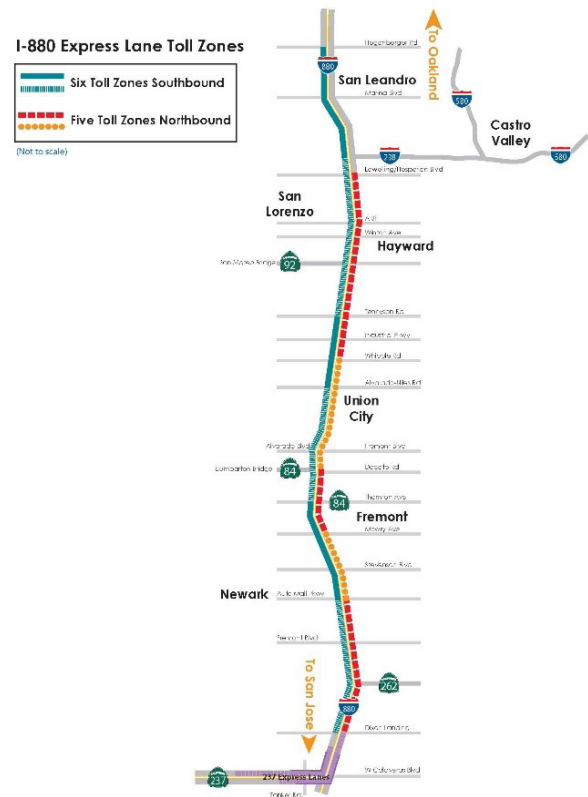 I-880 Express Lane Toll Zones
Six Toll Zones Southbound
Five Toll Zones Northbound
(Not to scale)
Hegenberger Rd
To Oakland
880
San Leandro
Marina Blvd
580
Castro
Valley
238
580
Lewelling/Hesperian Blvd
San
Lorenzo
A St
Winton Ave
Hayward
San Mateo Bridge
92
Tennyson Rd
Industrial Pkwy
Whipple Rd
Alvarado-Niles Rd
Union
City
Alvarado Blvd
Fremont Blvd
Dumbarton Bridge
84
Decoto Rd
84
Thornton Ave
Fremont
Mowry Ave
Stevenson Blvd
Newark
Auto Mall Pkwy
Fremont Blvd
To San Jose
262
880
Dixon Landing
237
237 Express Lanes
W Calaveras Blvd
Zanker Rd